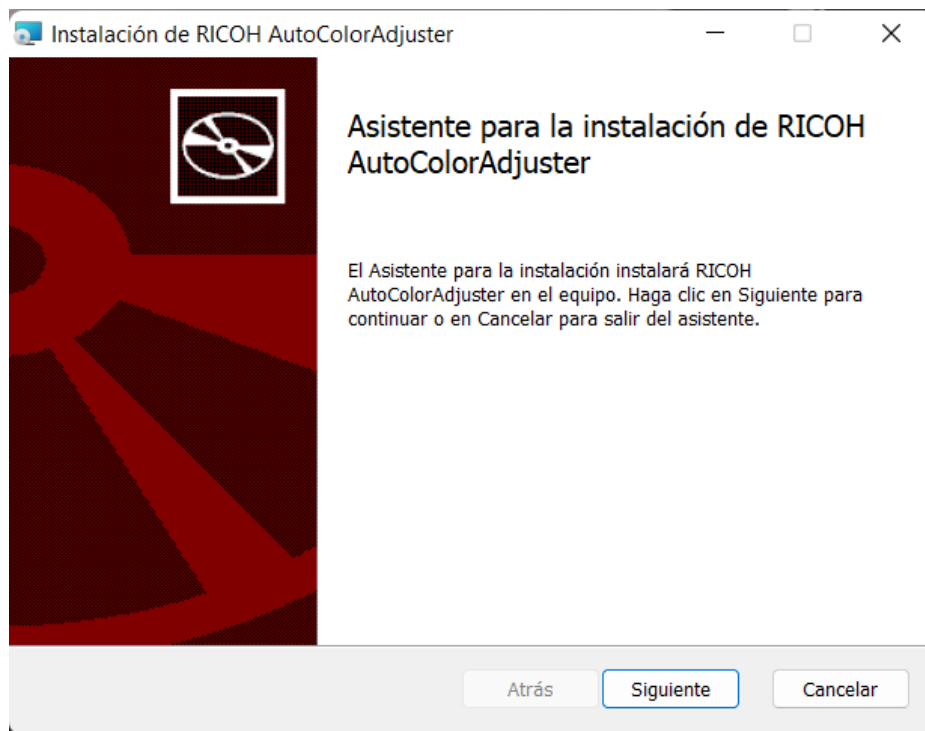 Instalación de RICOH AutoColorAdjuster
Asistente para la instalación de RICOH
AutoColorAdjuster
El Asistente para la instalación instalará RICOH
AutoColorAdjuster en el equipo. Haga clic en Siguiente para
continuar o en Cancelar para salir del asistente.
Atrás
Siguiente
Cancelar